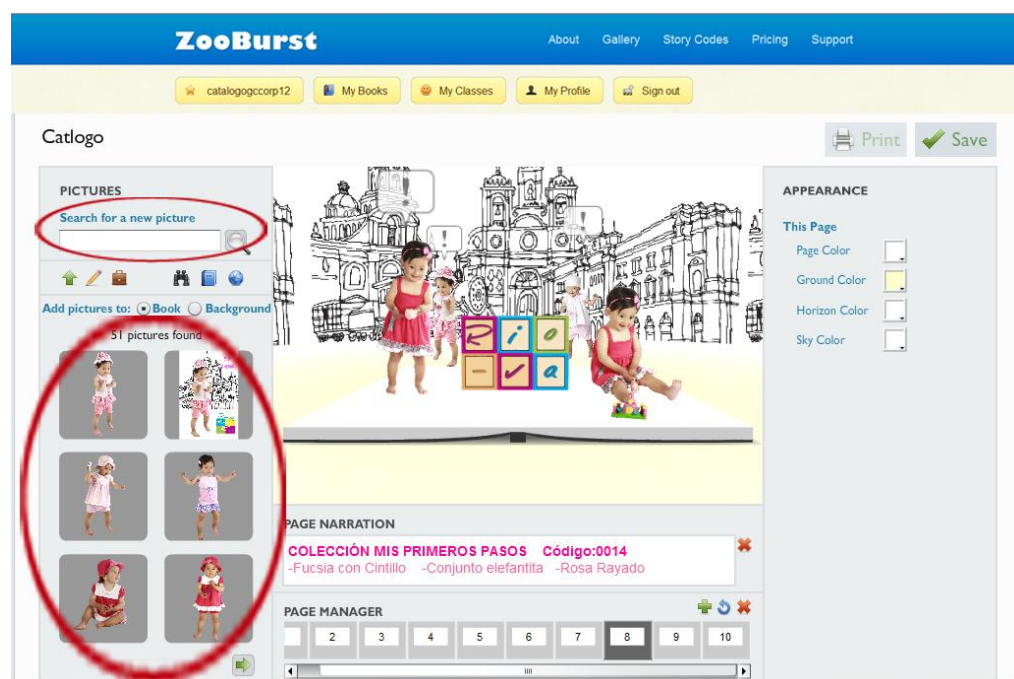 ZooBurst
About Gallery Story Codes Pricing Support
catalogogccorp12 My Books My Classes My Profile Sign out
Catlogo
Print Save
PICTURES
Search for a new picture
Add pictures to: Book Background
51 pictures found
R i o
- v a
APPEARANCE
This Page
Page Color
Ground Color
Horizon Color
Sky Color
PAGE NARRATION
COLECCIÓN MIS PRIMEROS PASOS Código:0014
-Fucsia con Cintillo -Conjunto elefantita -Rosa Rayado
PAGE MANAGER
2 3 4 5 6 7 8 9 10